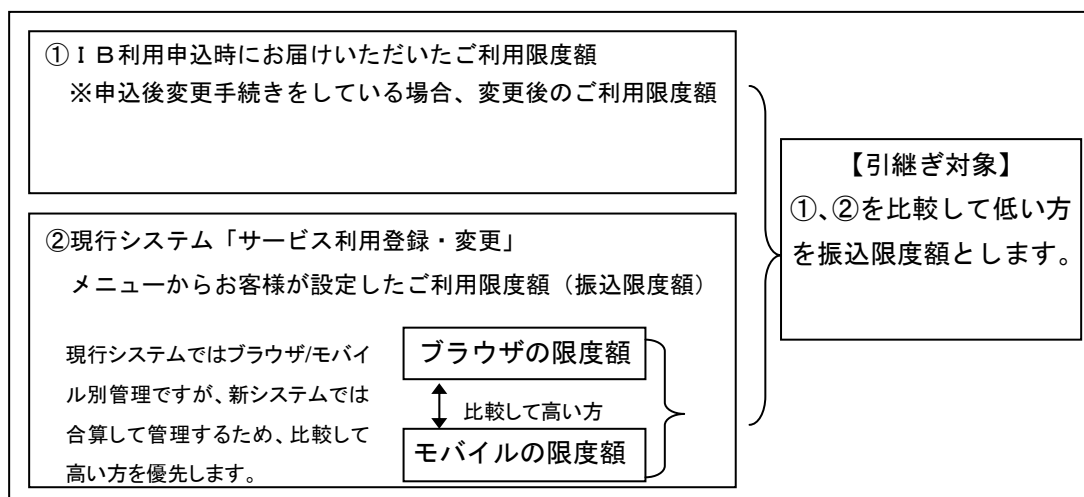 ①ＩＢ利用申込時にお届けいただいたご利用限度額
※申込後変更手続きをしている場合、変更後のご利用限度額
②現行システム「サービス利用登録・変更」
メニューからお客様が設定したご利用限度額（振込限度額）
現行システムではブラウザ/モバイ
ル別管理ですが、新システムでは
合算して管理するため、比較して
高い方を優先します。
ブラウザの限度額
比較して高い方
モバイルの限度額
【引継ぎ対象】
①、②を比較して低い方
を振込限度額とします。